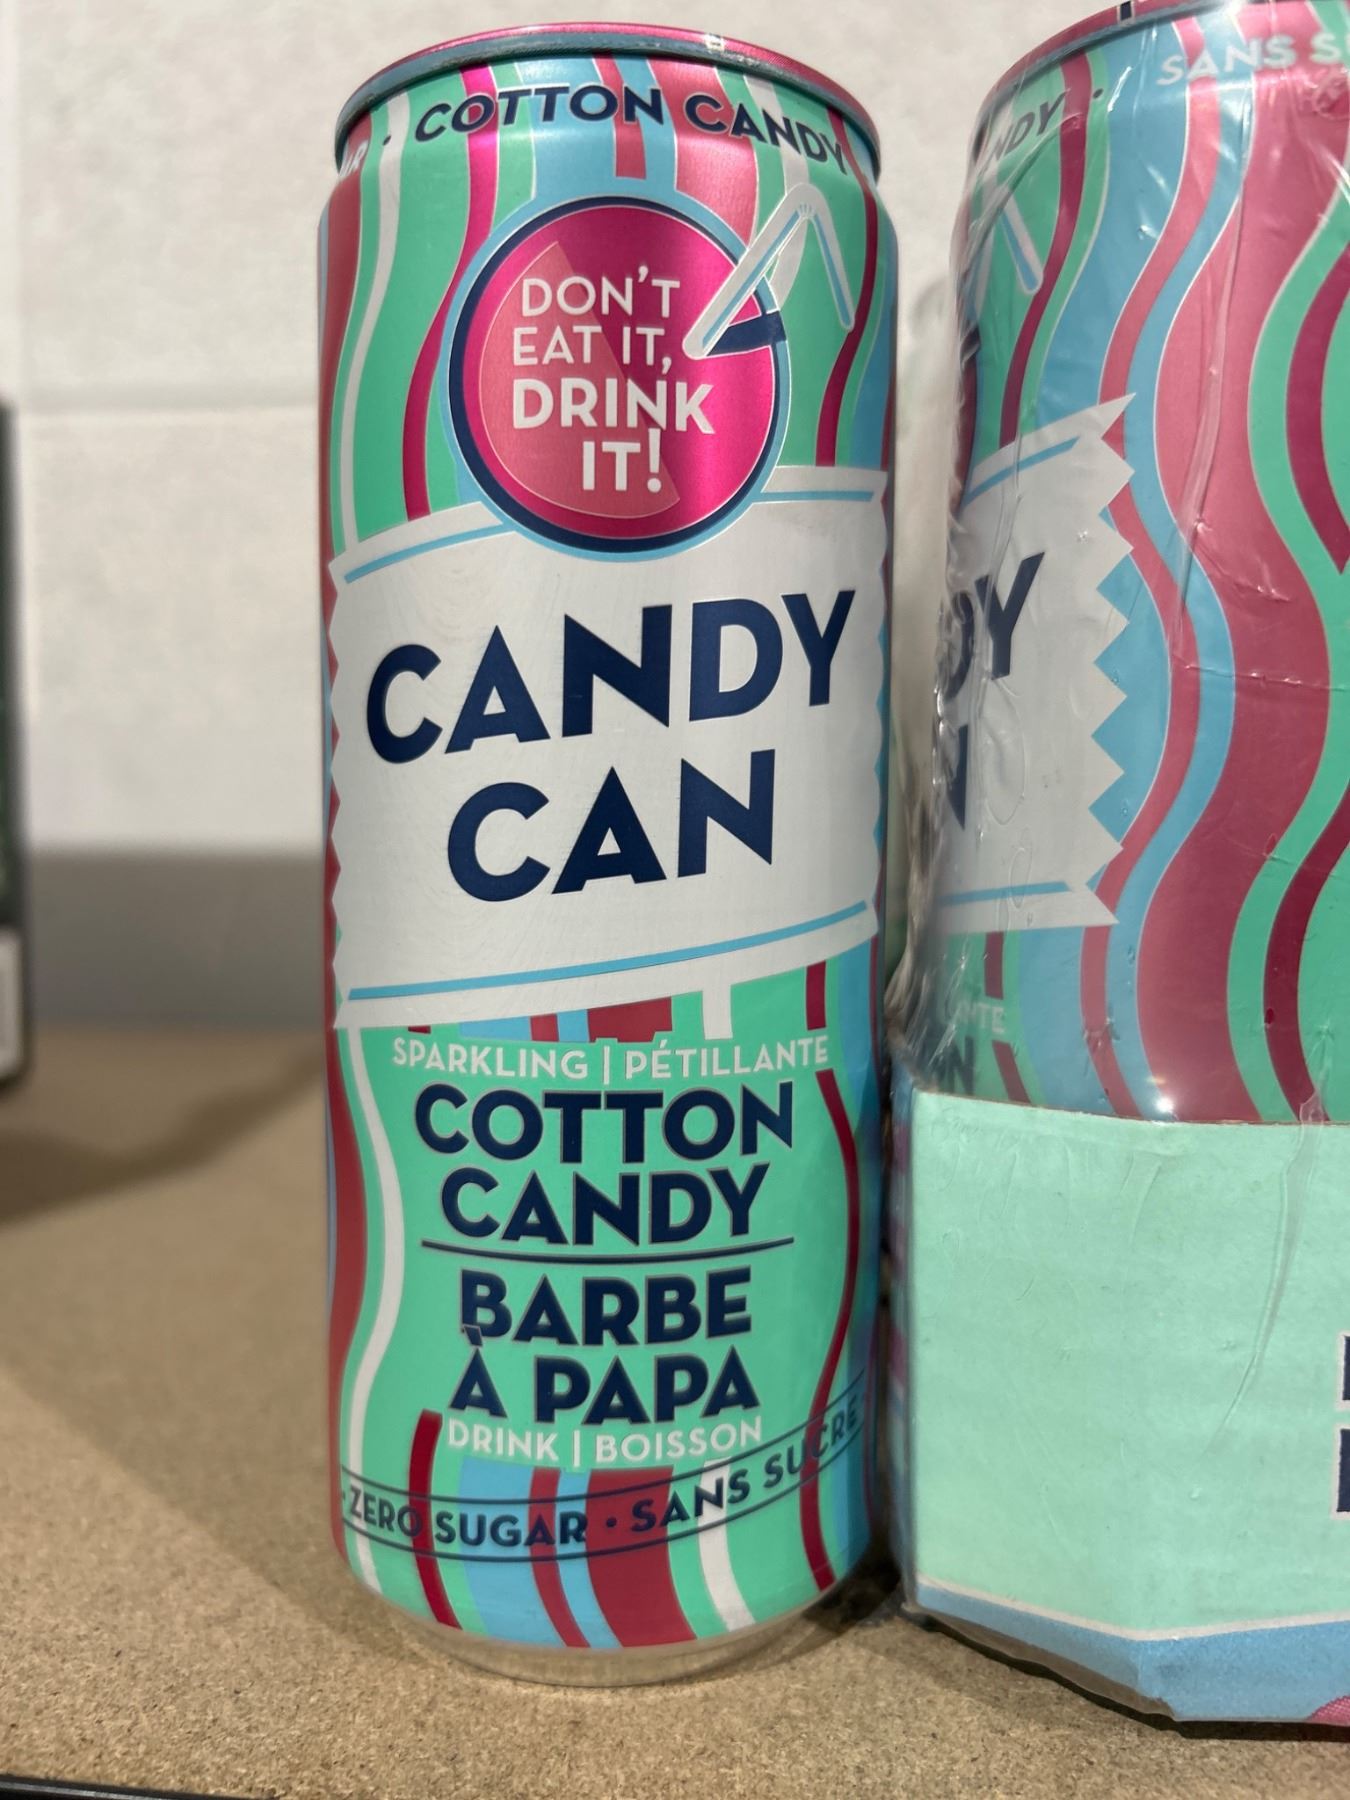 COTTON CANDY
DON'T
EAT IT,
DRINK
IT!
CANDY
CAN
SPARKLING | PÉTILLANTE
COTTON
CANDY
BARBE
À PAPA
DRINK | BOISSON
ZERO SUGAR · SANS SUCRE
SANS